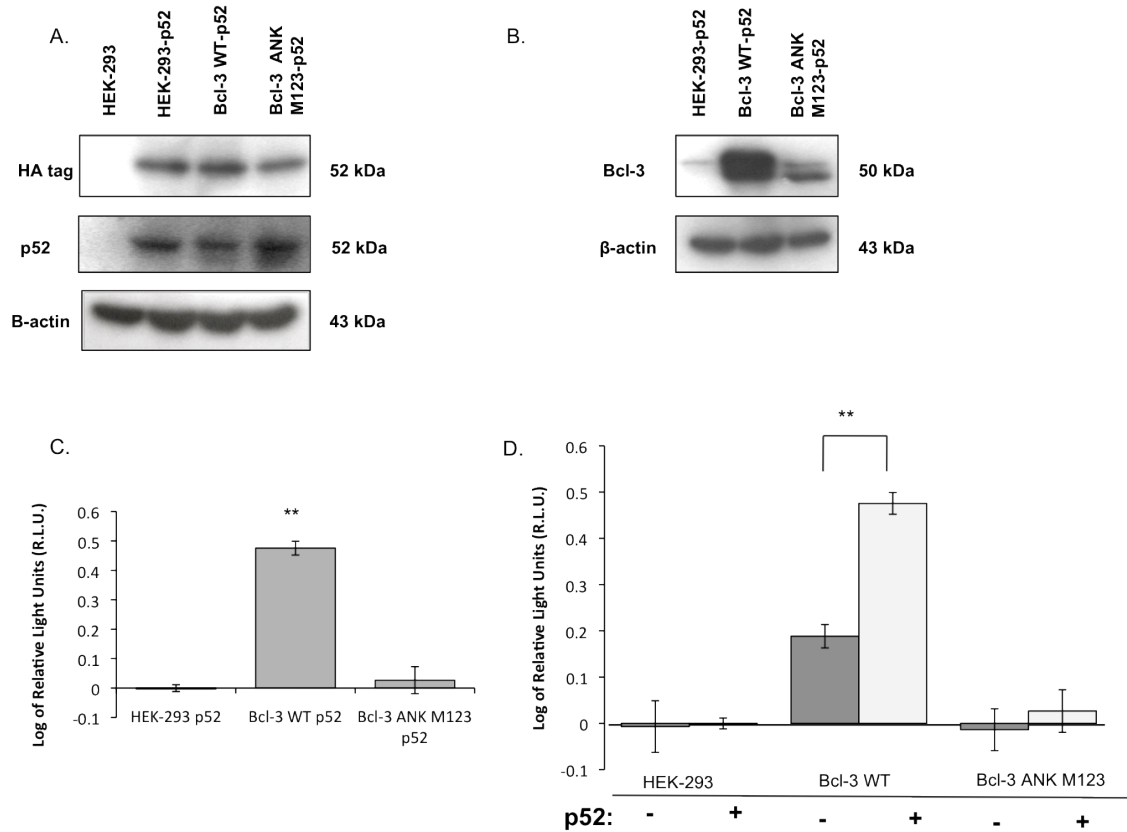 A.
HEK-293
HEK-293-p52
Bcl-3 WT-p52
Bcl-3 ANK
M123-p52
HA tag
52 kDa
p52
52 kDa
B-actin
43 kDa
B.
HEK-293-p52
Bcl-3 WT-p52
Bcl-3 ANK
M123-p52
Bcl-3
50 kDa
β-actin
43 kDa
C.
Log of Relative Light Units (R.L.U.)
0.6
0.5
0.4
0.3
0.2
0.1
0
-0.1
**
HEK-293 p52
Bcl-3 WT p52
Bcl-3 ANK M123
p52
D.
Log of Relative Light Units (R.L.U.)
0.6
0.5
0.4
0.3
0.2
0.1
0
-0.1
**
HEK-293
Bcl-3 WT
Bcl-3 ANK M123
p52: - + - + - +